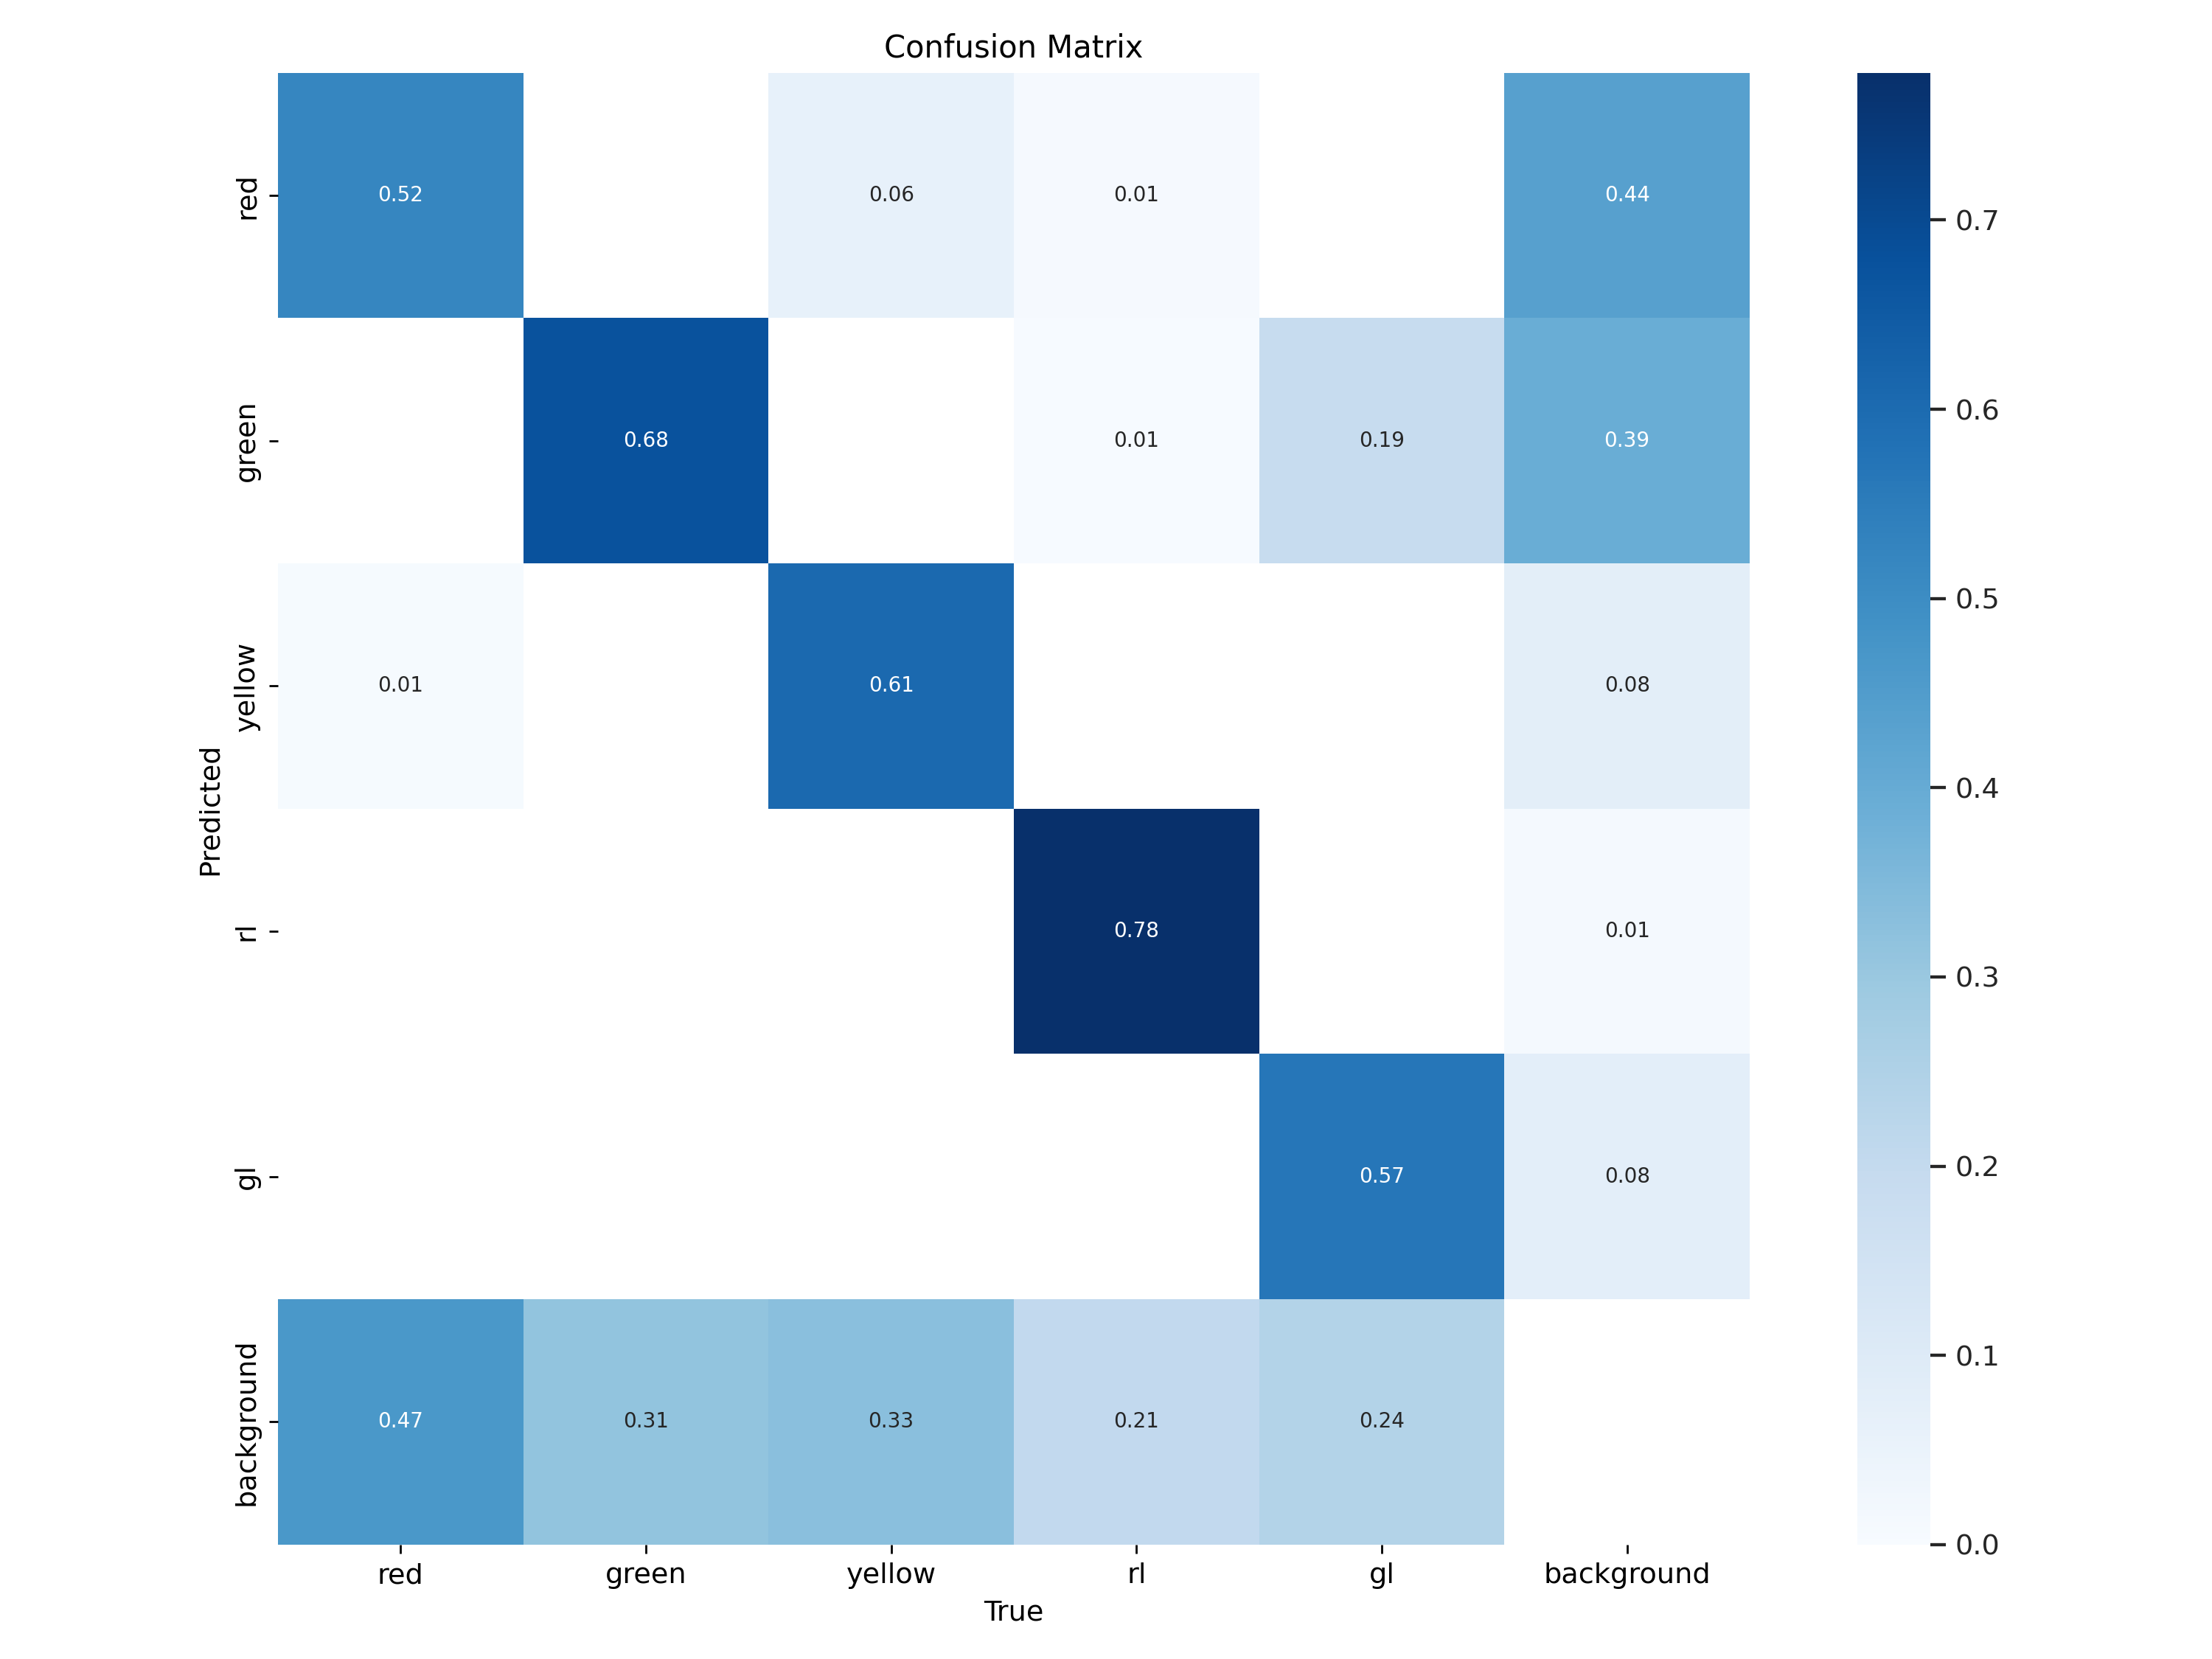 Confusion Matrix
red
0.52
0.06
0.01
0.44
green
0.68
0.01
0.19
0.39
yellow
0.01
0.61
0.08
rl
0.78
0.01
gl
0.57
0.08
background
0.47
0.31
0.33
0.21
0.24
Predicted
red
green
yellow
rl
gl
background
True
0.7
0.6
0.5
0.4
0.3
0.2
0.1
0.0